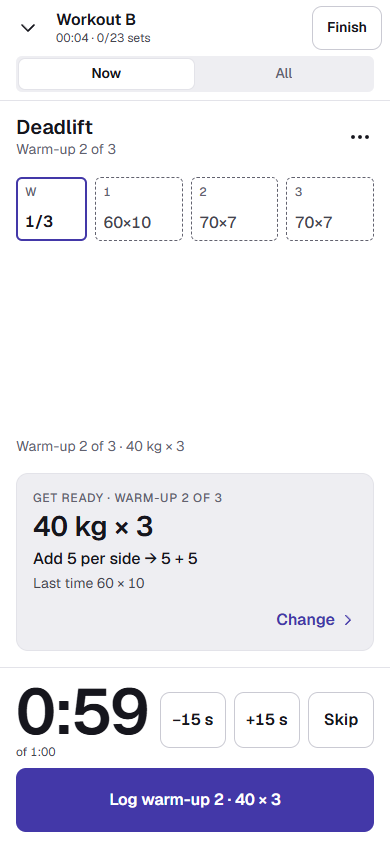 Workout B
00:04 · 0/23 sets
Finish
Now
All
Deadlift
Warm-up 2 of 3
W
1/3
1
60×10
2
70×7
3
70×7
Warm-up 2 of 3 · 40 kg × 3
GET READY · WARM-UP 2 OF 3
40 kg × 3
Add 5 per side → 5 + 5
Last time 60 × 10
Change
0:59
of 1:00
−15 s
+15 s
Skip
Log warm-up 2 · 40 × 3